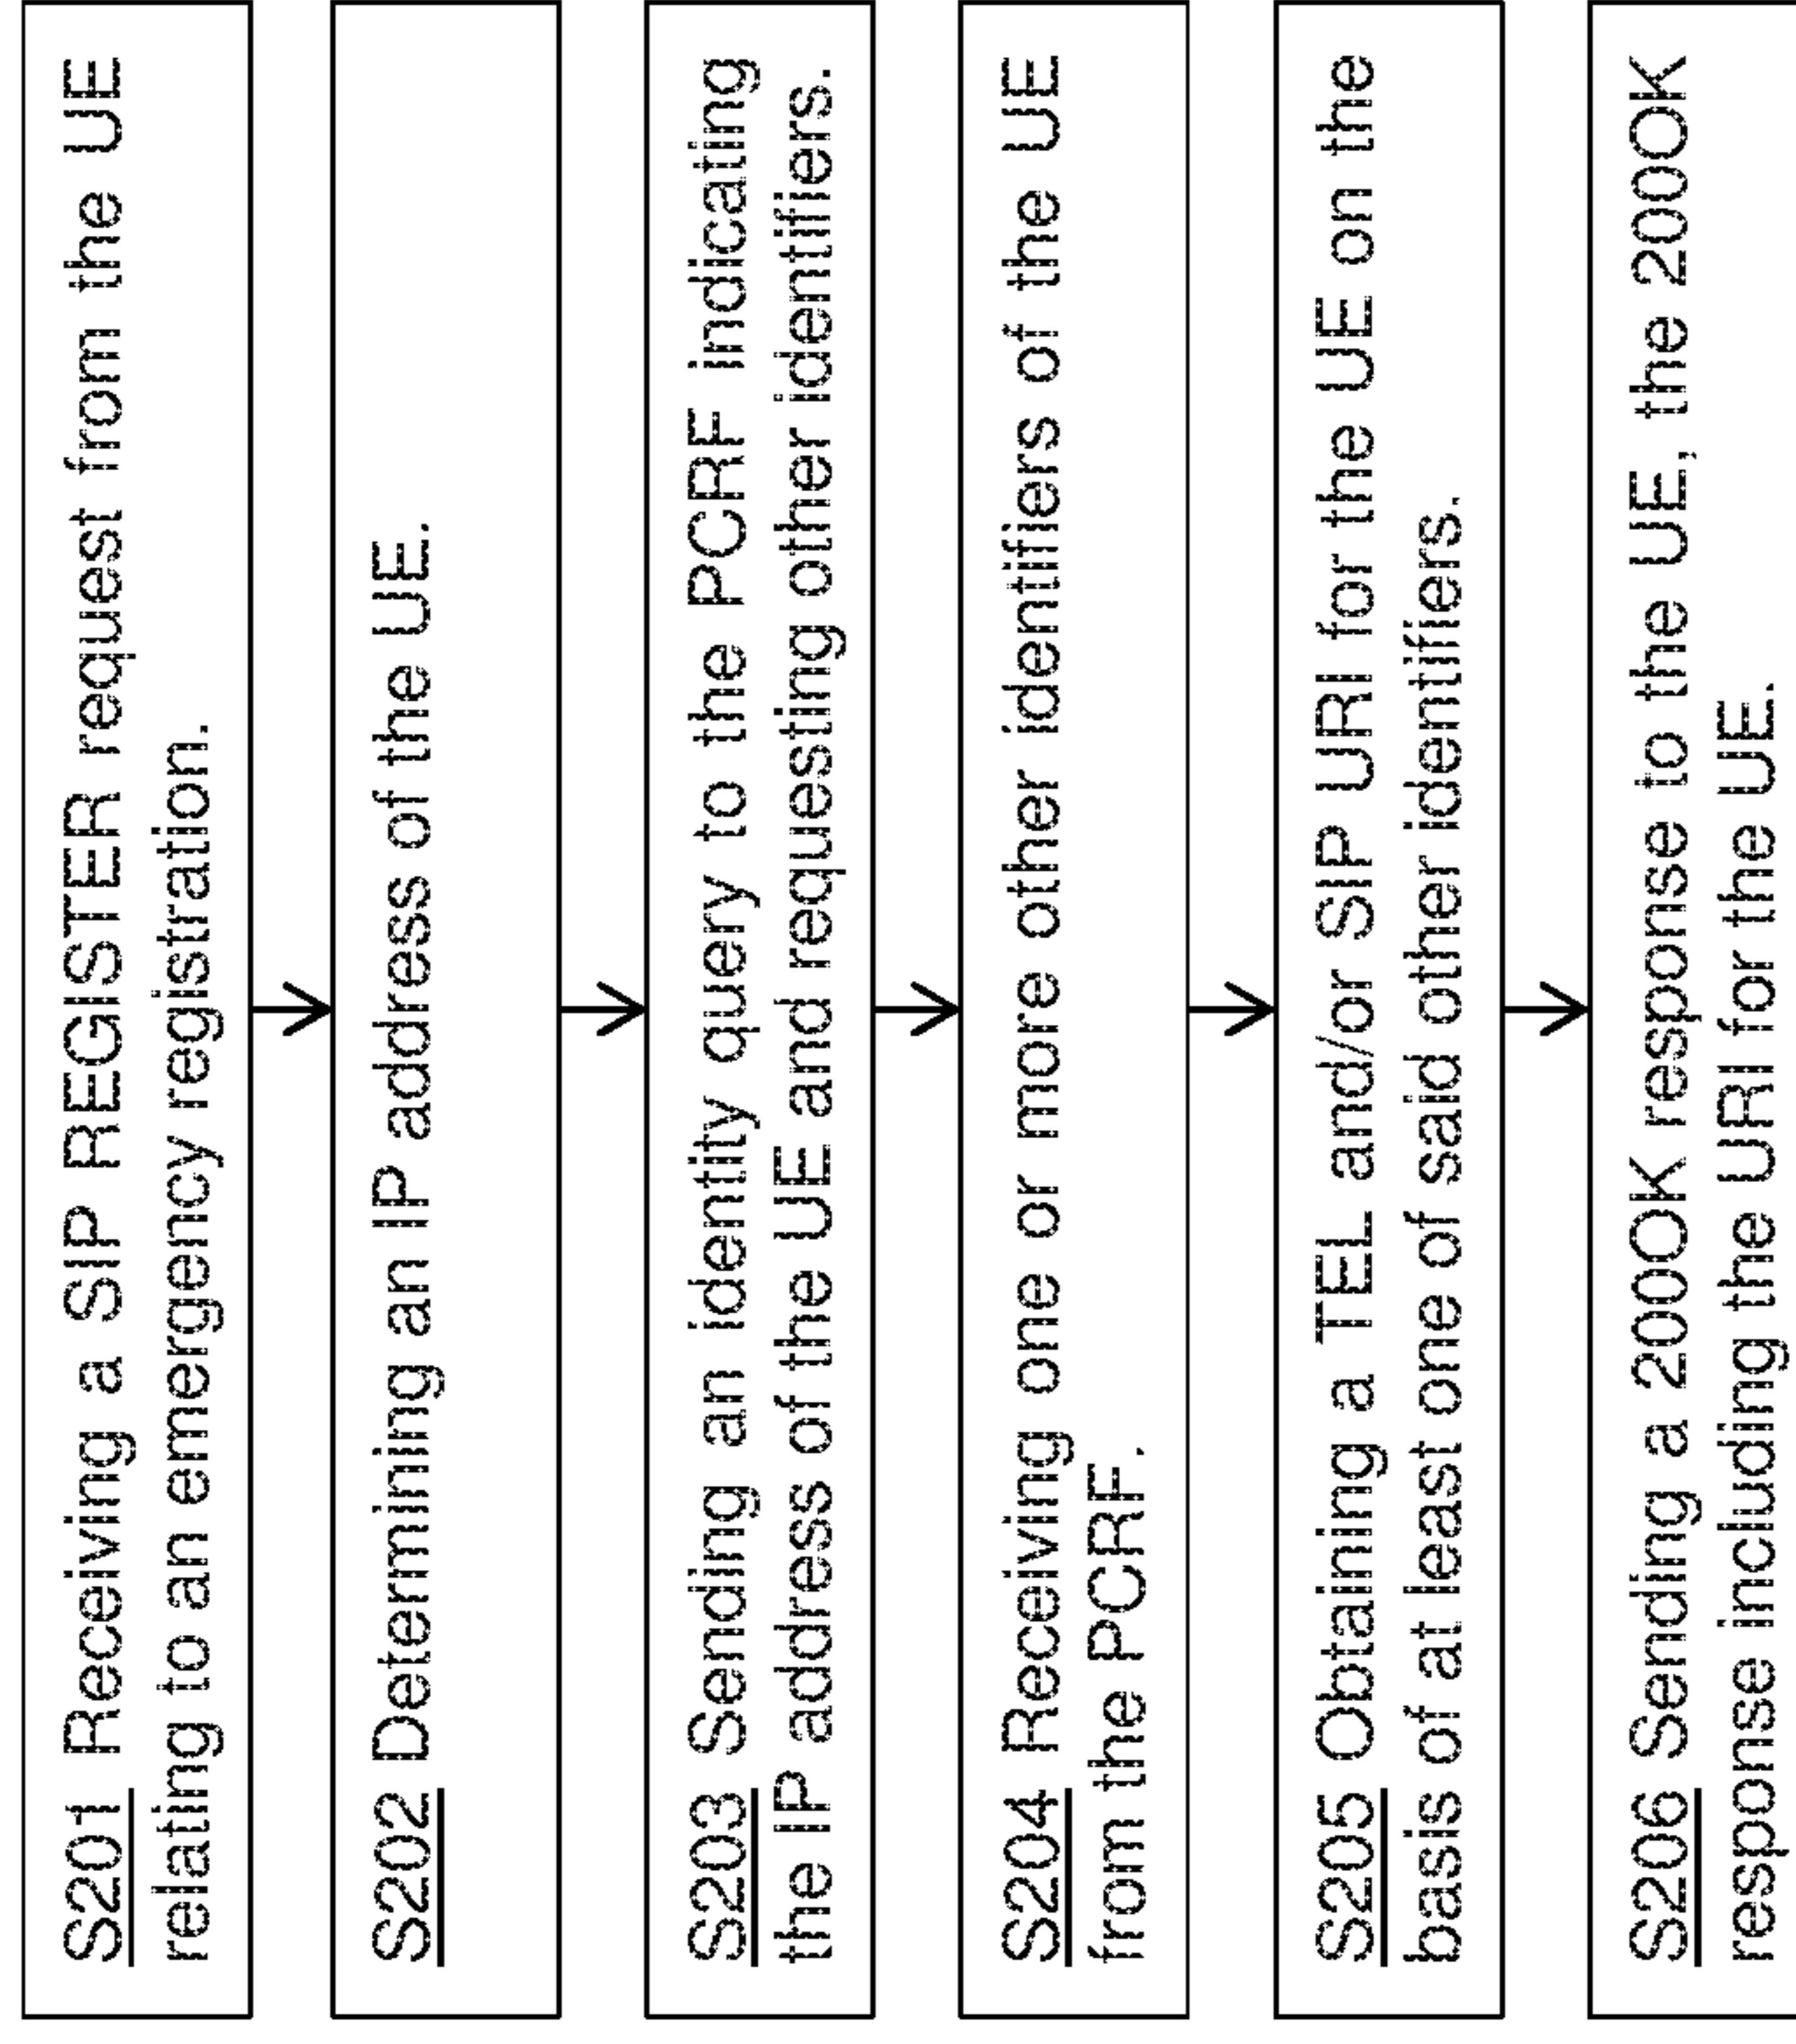 S201 Receiving a SIP REGISTER request from the UE
relating to an emergency registration.
S202 Determining an IP address of the UE.
S203 Sending an identity query to the PCRF indicating
the IP address of the UE and requesting other identifiers.
S204 Receiving one or more other identifiers of the UE
from the PCRF.
S205 Obtaining a TEL and/or SIP URI for the UE on the
basis of at least one of said other identifiers.
S206 Sending a 200OK response to the UE, the 200OK
response including the URI for the UE.